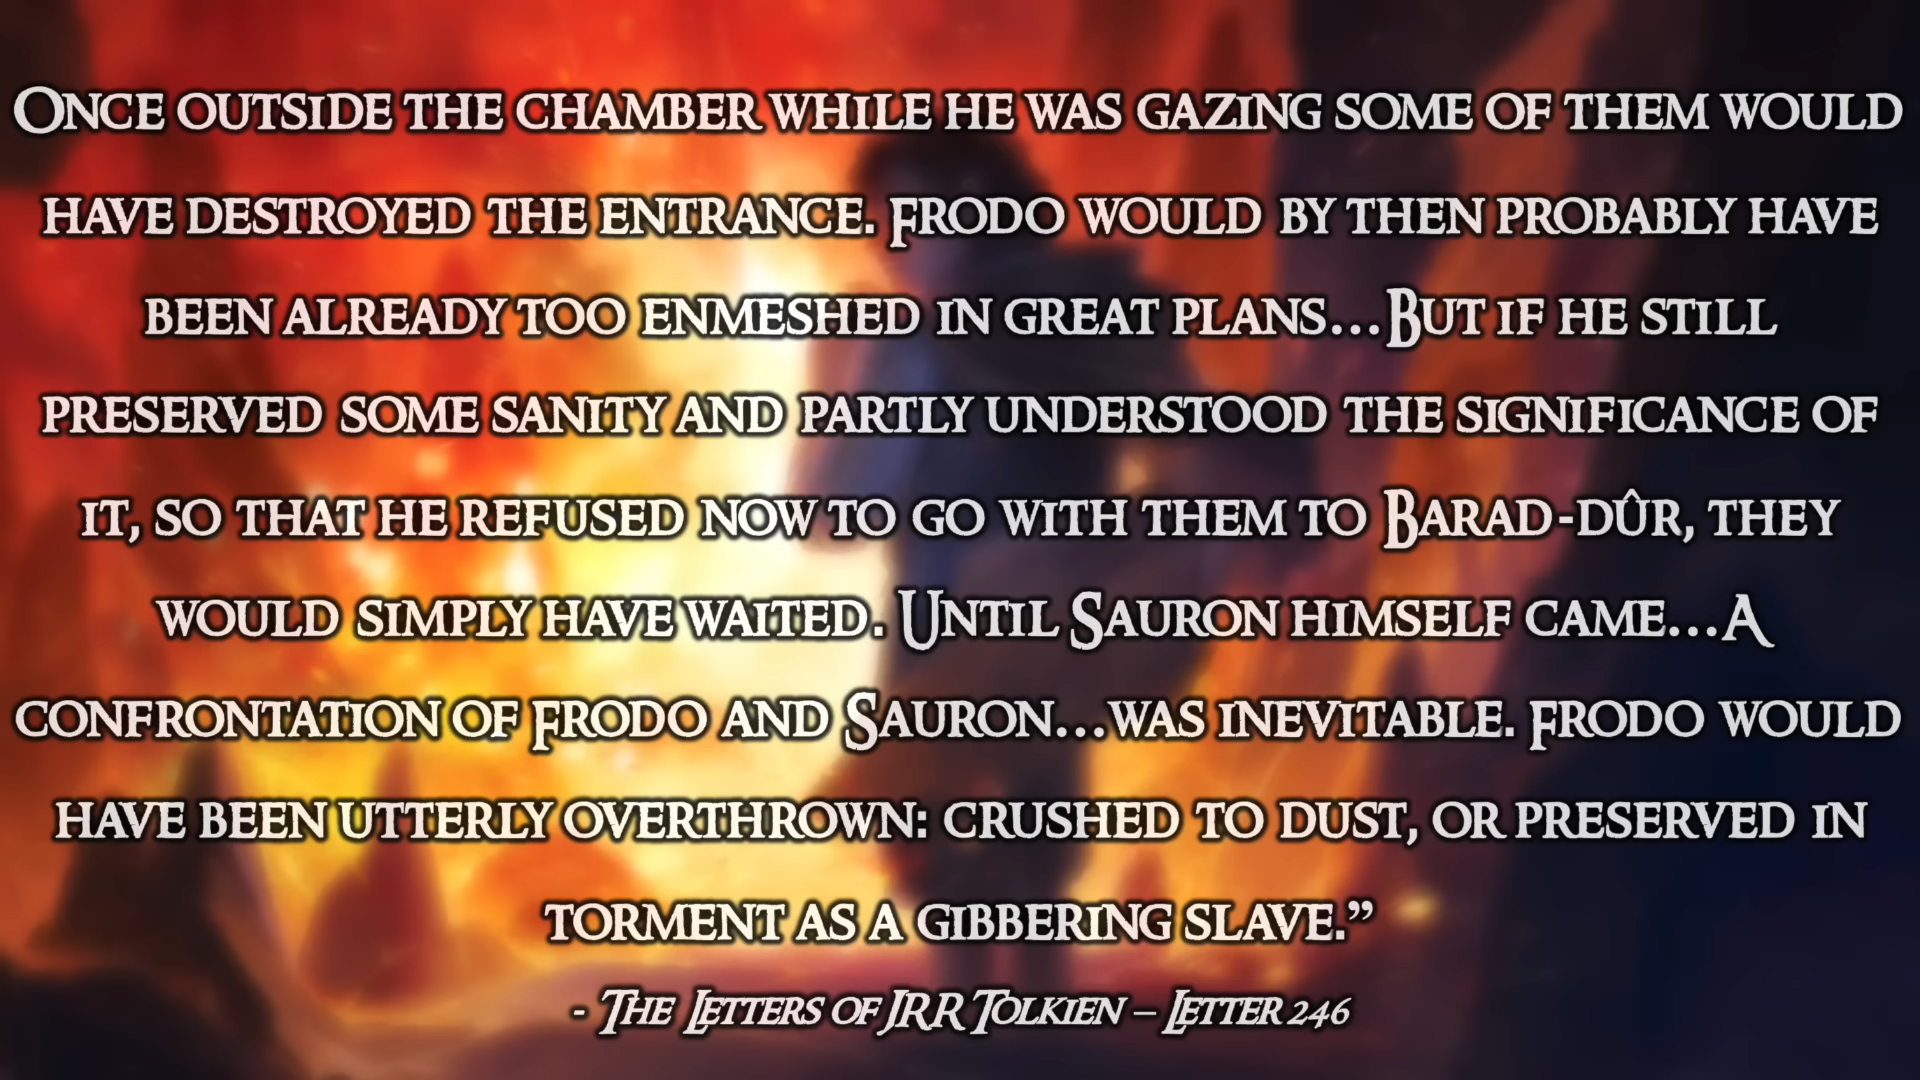 Once outside the chamber while he was gazing some of them would
have destroyed the entrance. Frodo would by then probably have
been already too enmeshed in great plans...But if he still
preserved some sanity and partly understood the significance of
it, so that he refused now to go with them to Barad-dûr, they
would simply have waited. Until Sauron himself came...A
confrontation of Frodo and Sauron...was inevitable. Frodo would
have been utterly overthrown: crushed to dust, or preserved in
torment as a gibbering slave.”
- The Letters of JRR Tolkien – Letter 246